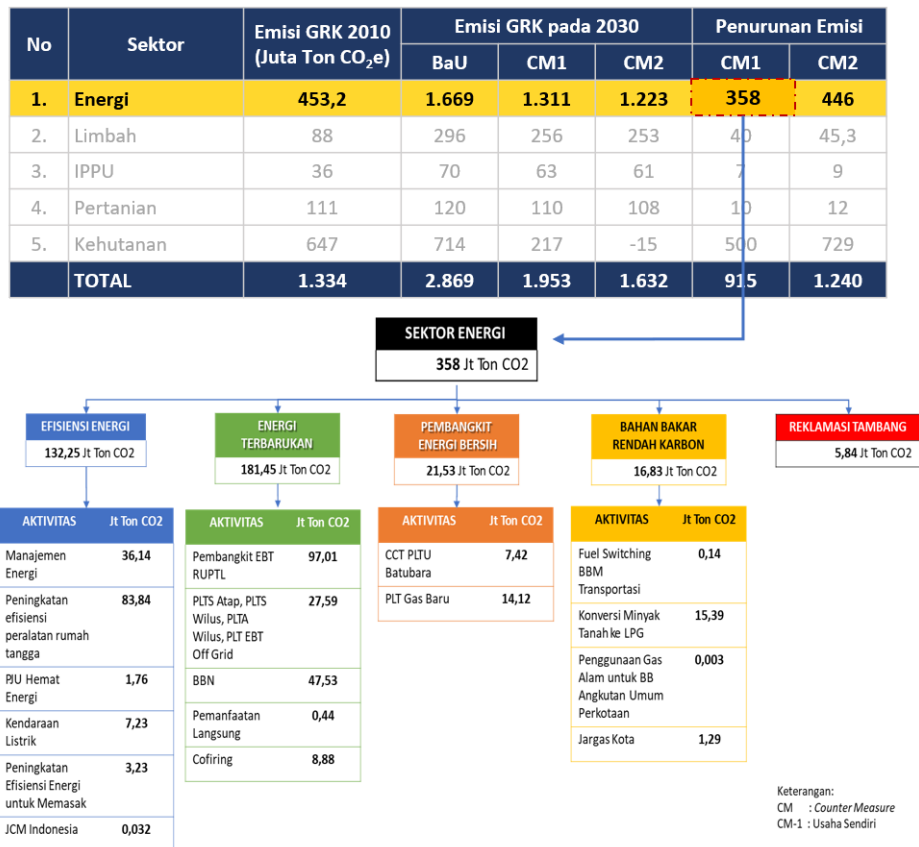 No Sektor Emisi GRK 2010 (Juta Ton CO₂e) Emisi GRK pada 2030 Penurunan Emisi
BaU CM1 CM2 CM1 CM2
1. Energi 453,2 1.669 1.311 1.223 358 446
2. Limbah 88 296 256 253 40 45,3
3. IPPU 36 70 63 61 7 9
4. Pertanian 111 120 110 108 10 12
5. Kehutanan 647 714 217 -15 500 729
TOTAL 1.334 2.869 1.953 1.632 915 1.240
SEKTOR ENERGI
358 Jt Ton CO2
EFISIENSI ENERGI
132,25 Jt Ton CO2
AKTIVITAS Jt Ton CO2
Manajemen 36,14
Energi
Peningkatan 83,84
efisiensi
peralatan rumah
tangga
PJU Hemat 1,76
Energi
Kendaraan 7,23
Listrik
Peningkatan 3,23
Efisiensi Energi
untuk Memasak
JCM Indonesia 0,032
ENERGI
TERBARUKAN
181,45 Jt Ton CO2
AKTIVITAS Jt Ton CO2
Pembangkit EBT 97,01
RUPTL
PLTS Atap, PLTS 27,59
Wilus, PLTA
Wilus, PLT EBT
Off Grid
BBN 47,53
Pemanfaatan 0,44
Langsung
Cofiring 8,88
PEMBANGKIT
ENERGI BERSIH
21,53 Jt Ton CO2
AKTIVITAS Jt Ton CO2
CCT PLTU 7,42
Batubara
PLT Gas Baru 14,12
BAHAN BAKAR
RENDAH KARBON
16,83 Jt Ton CO2
AKTIVITAS Jt Ton CO2
Fuel Switching 0,14
BBM
Transportasi
Konversi Minyak 15,39
Tanah ke LPG
Penggunaan Gas 0,003
Alam untuk BB
Angkutan Umum
Perkotaan
Jargas Kota 1,29
REKLAMASI TAMBANG
5,84 Jt Ton CO2
Keterangan:
CM : Counter Measure
CM-1 : Usaha Sendiri